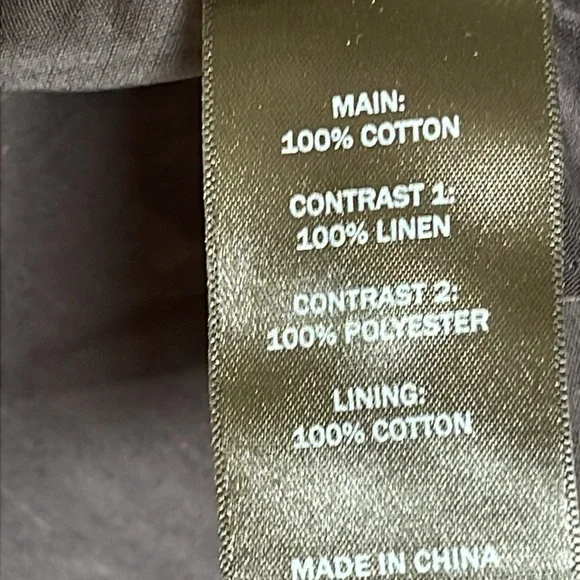 MAIN:
100% COTTON
CONTRAST 1:
100% LINEN
CONTRAST 2:
100% POLYESTER
LINING:
100% COTTON
MADE IN CHINA